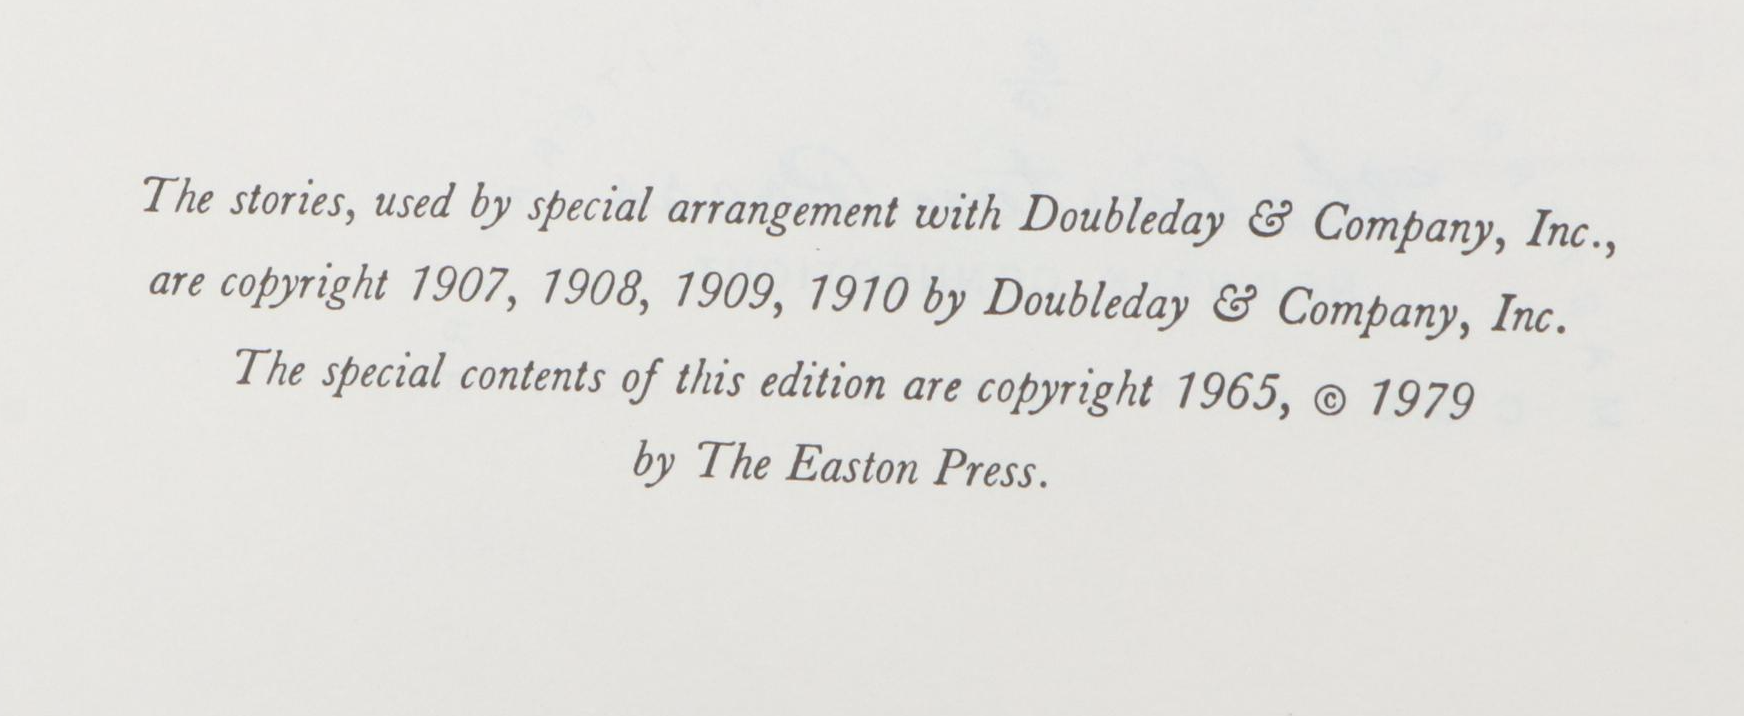 The stories, used by special arrangement with Doubleday & Company, Inc.,
are copyright 1907, 1908, 1909, 1910 by Doubleday & Company, Inc.
The special contents of this edition are copyright 1965, © 1979
by The Easton Press.